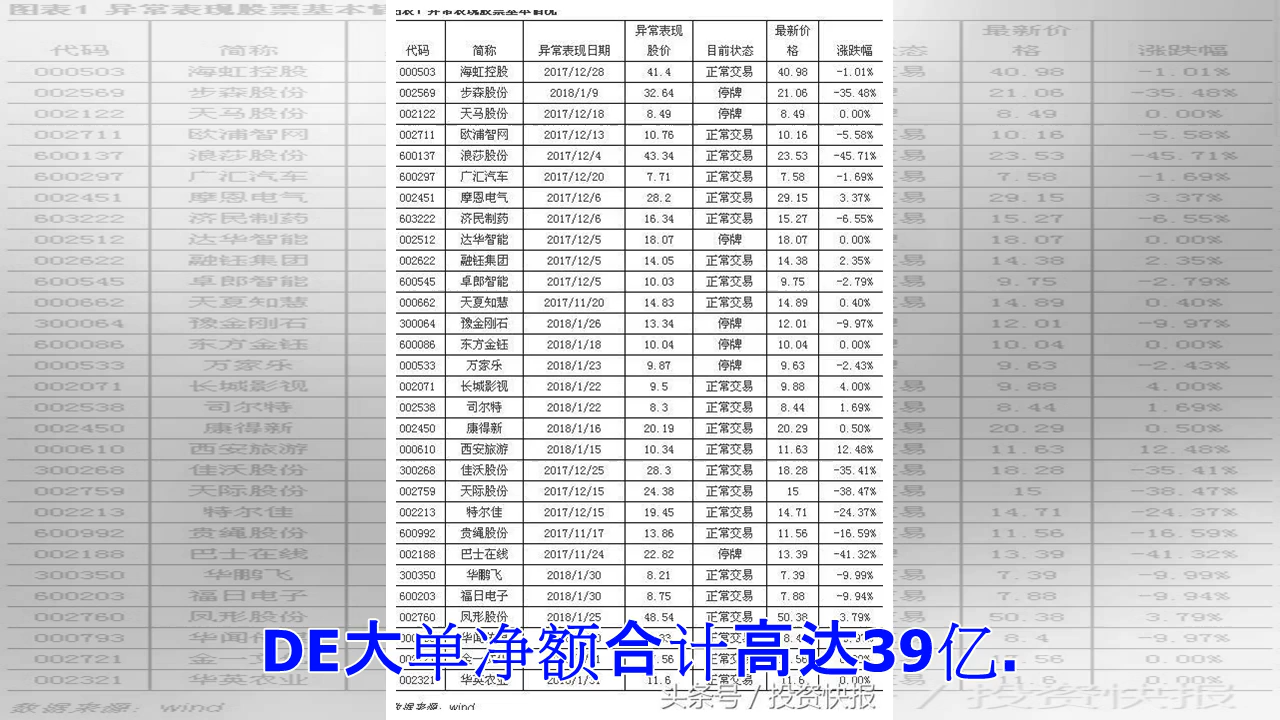 图表1 异常表现股票基本情况
代码 简称 异常表现日期 异常表现股价 目前状态 最新价格 涨跌幅
000503 海虹控股 2017/12/28 41.4 正常交易 40.98 -1.01%
002569 步森股份 2018/1/9 32.64 停牌 21.06 -35.48%
002122 天马股份 2017/12/18 8.49 停牌 8.49 0.00%
002711 欧浦智网 2017/12/13 10.76 正常交易 10.16 -5.58%
600137 浪莎股份 2017/12/4 43.34 正常交易 23.53 -45.71%
600297 广汇汽车 2017/12/20 7.71 正常交易 7.58 -1.69%
002451 摩恩电气 2017/12/6 28.2 正常交易 29.15 3.37%
603222 济民制药 2017/12/6 16.34 正常交易 15.27 -6.55%
002512 达华智能 2017/12/5 18.07 停牌 18.07 0.00%
002622 融钰集团 2017/12/5 14.05 正常交易 14.38 2.35%
600545 卓郎智能 2017/12/5 10.03 正常交易 9.75 -2.79%
000662 天夏知慧 2017/11/20 14.83 正常交易 14.89 0.40%
300064 豫金刚石 2018/1/26 13.34 停牌 12.01 -9.97%
600086 东方金钰 2018/1/18 10.04 停牌 10.04 0.00%
000533 万家乐 2018/1/23 9.87 停牌 9.63 -2.43%
002071 长城影视 2018/1/22 9.5 正常交易 9.88 4.00%
002538 司尔特 2018/1/22 8.3 正常交易 8.44 1.69%
002450 康得新 2018/1/16 20.19 正常交易 20.29 0.50%
000610 西安旅游 2018/1/15 10.34 正常交易 11.63 12.48%
300268 佳沃股份 2017/12/25 28.3 正常交易 18.28 -35.41%
002759 天际股份 2017/12/15 24.38 正常交易 15 -38.47%
002213 特尔佳 2017/12/15 19.45 正常交易 14.71 -24.37%
600992 贵绳股份 2017/11/17 13.86 正常交易 11.56 -16.59%
002188 巴士在线 2017/11/24 22.82 停牌 13.39 -41.32%
300350 华鹏飞 2018/1/30 8.21 正常交易 7.39 -9.99%
600203 福日电子 2018/1/30 8.75 正常交易 7.88 -9.94%
002760 凤形股份 2018/1/25 48.54 正常交易 50.38 3.79%
DE大单净额合计高达39亿.
002321 华英农业 2018/1/31 11.6 11.6 0.00%
头条号/投资快报
数据来源：wind